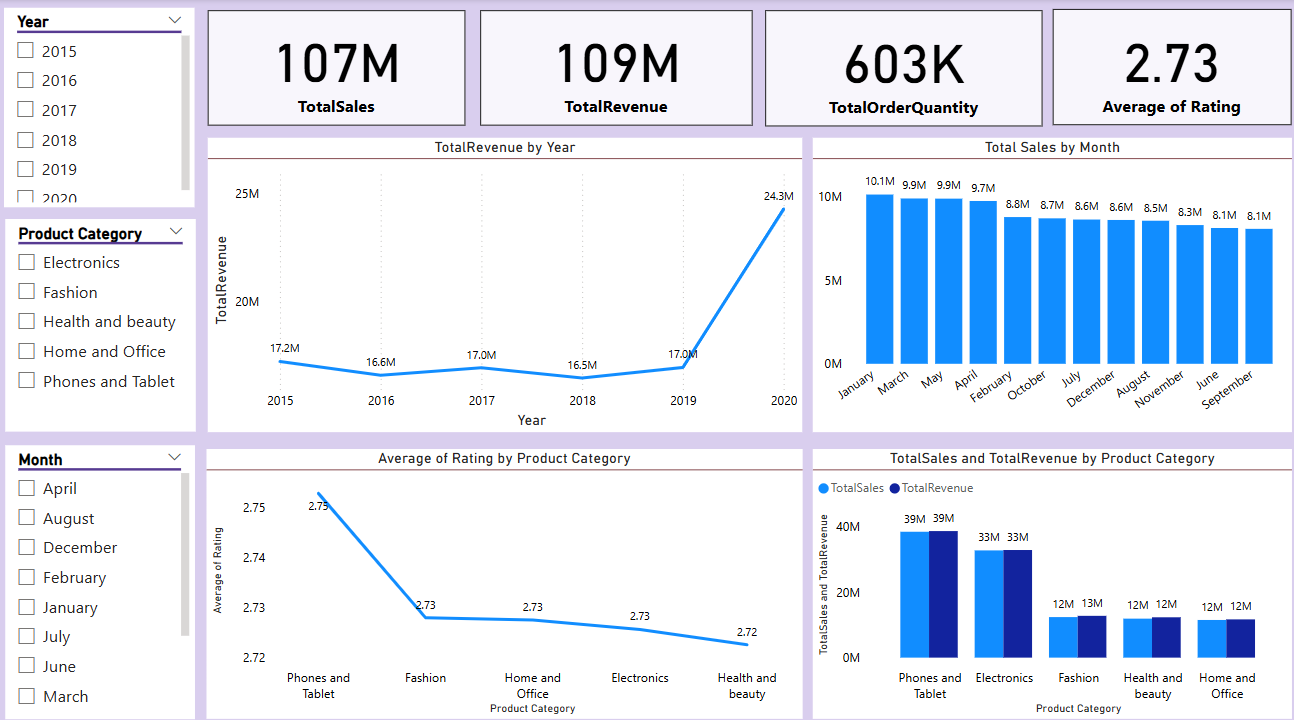 Year
2015
2016
2017
2018
2019
2020
Product Category
Electronics
Fashion
Health and beauty
Home and Office
Phones and Tablet
Month
April
August
December
February
January
July
June
March
107M
TotalSales
109M
TotalRevenue
603K
TotalOrderQuantity
2.73
Average of Rating
TotalRevenue by Year
TotalRevenue
25M
20M
17.2M
16.6M
17.0M
16.5M
17.0M
24.3M
2015
2016
2017
2018
2019
2020
Year
Total Sales by Month
10M
5M
0M
10.1M
9.9M
9.9M
9.7M
8.8M
8.7M
8.6M
8.6M
8.5M
8.3M
8.1M
8.1M
January
March
May
April
February
October
July
December
August
November
June
September
Average of Rating by Product Category
Average of Rating
2.75
2.74
2.73
2.72
2.75
2.73
2.73
2.73
2.72
Phones and
Tablet
Fashion
Home and
Office
Electronics
Health and
beauty
Product Category
TotalSales and TotalRevenue by Product Category
TotalSales
TotalRevenue
TotalSales and TotalRevenue
40M
20M
0M
39M
39M
33M
33M
12M
13M
12M
12M
12M
12M
Phones and
Tablet
Electronics
Fashion
Health and
beauty
Home and
Office
Product Category